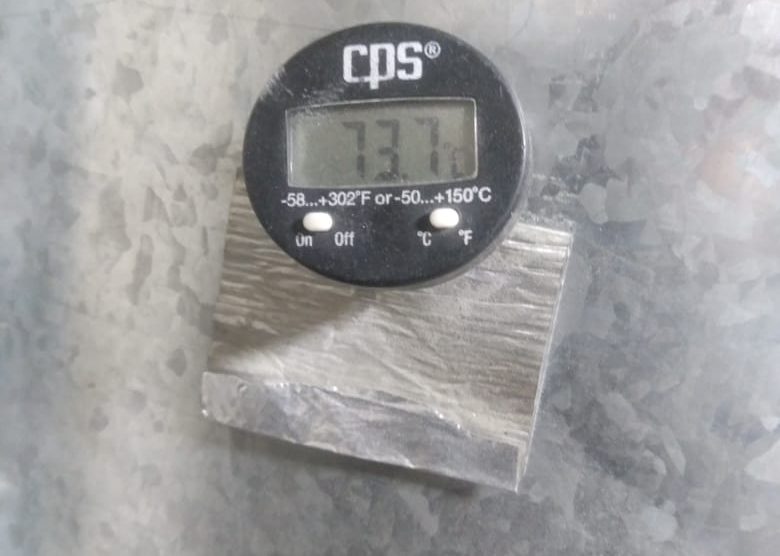 cps®
73.7
-58...+302°F or -50...+150°C
On Off °C °F